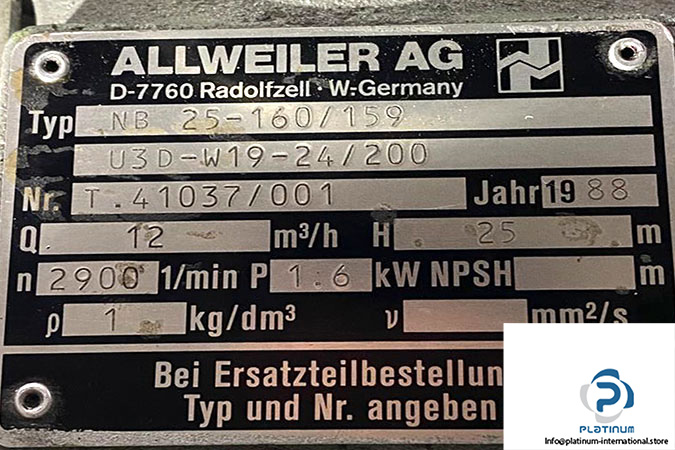 ALLWEILER AG
D-7760 Radolfzell · W.-Germany
Typ NB 25-160/159
U3D-W19-24/200
Nr. T.41037/001 Jahr 1988
Q 12 m³/h H 25 m
n 2900 1/min P 1.6 kW NPSH m
ρ 1 kg/dm³ ν mm²/s
Bei Ersatzteilbestellun
Typ und Nr. angeben
PLATINUM
Info@platinum-international.store